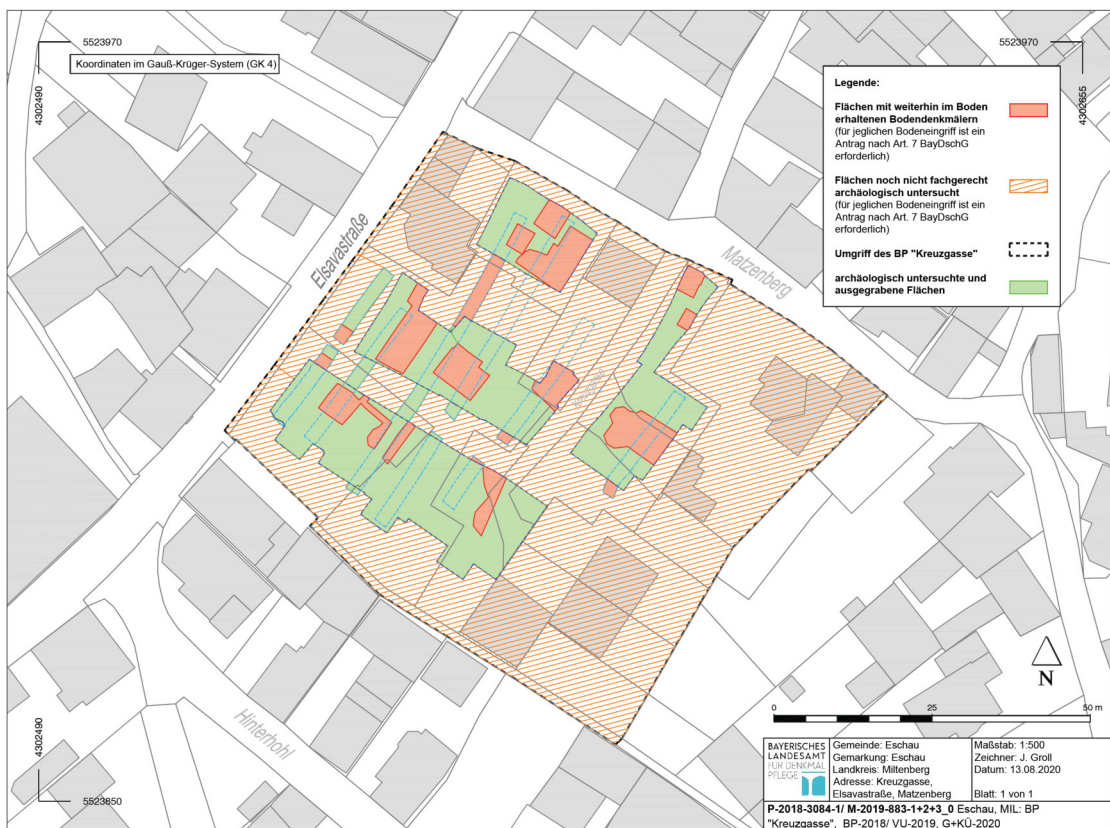 5523970
5523970
Koordinaten im Gauß-Krüger-System (GK 4)
4302490
4302655
Legende:
Flächen mit weiterhin im Boden
erhaltenen Bodendenkmälern
(für jeglichen Bodeneingriff ist ein
Antrag nach Art. 7 BayDschG
erforderlich)
Flächen noch nicht fachgerecht
archäologisch untersucht
(für jeglichen Bodeneingriff ist ein
Antrag nach Art. 7 BayDschG
erforderlich)
Umgriff des BP "Kreuzgasse"
archäologisch untersuchte und
ausgegrabene Flächen
Elsavastraße
Matzenberg
Hinterhohl
N
0 25 50 m
4302490
5523850
BAYERISCHES
LANDESAMT
FÜR DENKMAL
PFLEGE
Gemeinde: Eschau
Gemarkung: Eschau
Landkreis: Miltenberg
Adresse: Kreuzgasse,
Elsavastraße, Matzenberg
Maßstab: 1:500
Zeichner: J. Groll
Datum: 13.08.2020
Blatt: 1 von 1
P-2018-3084-1/ M-2019-883-1+2+3_0 Eschau, MIL: BP
"Kreuzgasse", BP-2018/ VU-2019, G+KÜ-2020